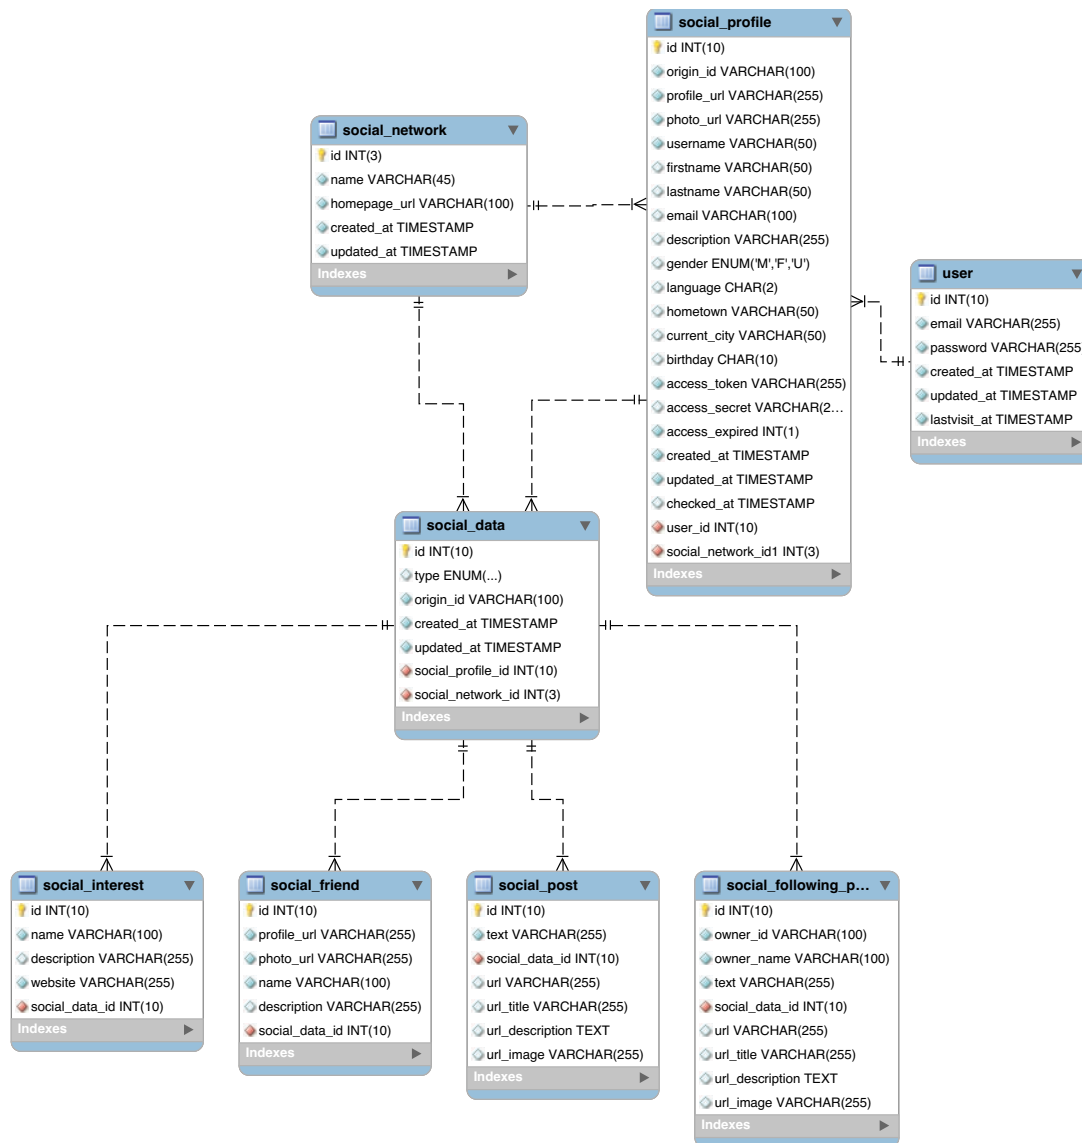 social_profile
id INT(10)
origin_id VARCHAR(100)
profile_url VARCHAR(255)
photo_url VARCHAR(255)
username VARCHAR(50)
firstname VARCHAR(50)
lastname VARCHAR(50)
email VARCHAR(100)
description VARCHAR(255)
gender ENUM('M','F','U')
language CHAR(2)
hometown VARCHAR(50)
current_city VARCHAR(50)
birthday CHAR(10)
access_token VARCHAR(255)
access_secret VARCHAR(2...
access_expired INT(1)
created_at TIMESTAMP
updated_at TIMESTAMP
checked_at TIMESTAMP
user_id INT(10)
social_network_id1 INT(3)
Indexes
social_network
id INT(3)
name VARCHAR(45)
homepage_url VARCHAR(100)
created_at TIMESTAMP
updated_at TIMESTAMP
Indexes
user
id INT(10)
email VARCHAR(255)
password VARCHAR(255
created_at TIMESTAMP
updated_at TIMESTAMP
lastvisit_at TIMESTAMP
Indexes
social_data
id INT(10)
type ENUM(...)
origin_id VARCHAR(100)
created_at TIMESTAMP
updated_at TIMESTAMP
social_profile_id INT(10)
social_network_id INT(3)
Indexes
social_interest
id INT(10)
name VARCHAR(100)
description VARCHAR(255)
website VARCHAR(255)
social_data_id INT(10)
Indexes
social_friend
id INT(10)
profile_url VARCHAR(255)
photo_url VARCHAR(255)
name VARCHAR(100)
description VARCHAR(255)
social_data_id INT(10)
Indexes
social_post
id INT(10)
text VARCHAR(255)
social_data_id INT(10)
url VARCHAR(255)
url_title VARCHAR(255)
url_description TEXT
url_image VARCHAR(255)
Indexes
social_following_p...
id INT(10)
owner_id VARCHAR(100)
owner_name VARCHAR(100)
text VARCHAR(255)
social_data_id INT(10)
url VARCHAR(255)
url_title VARCHAR(255)
url_description TEXT
url_image VARCHAR(255)
Indexes